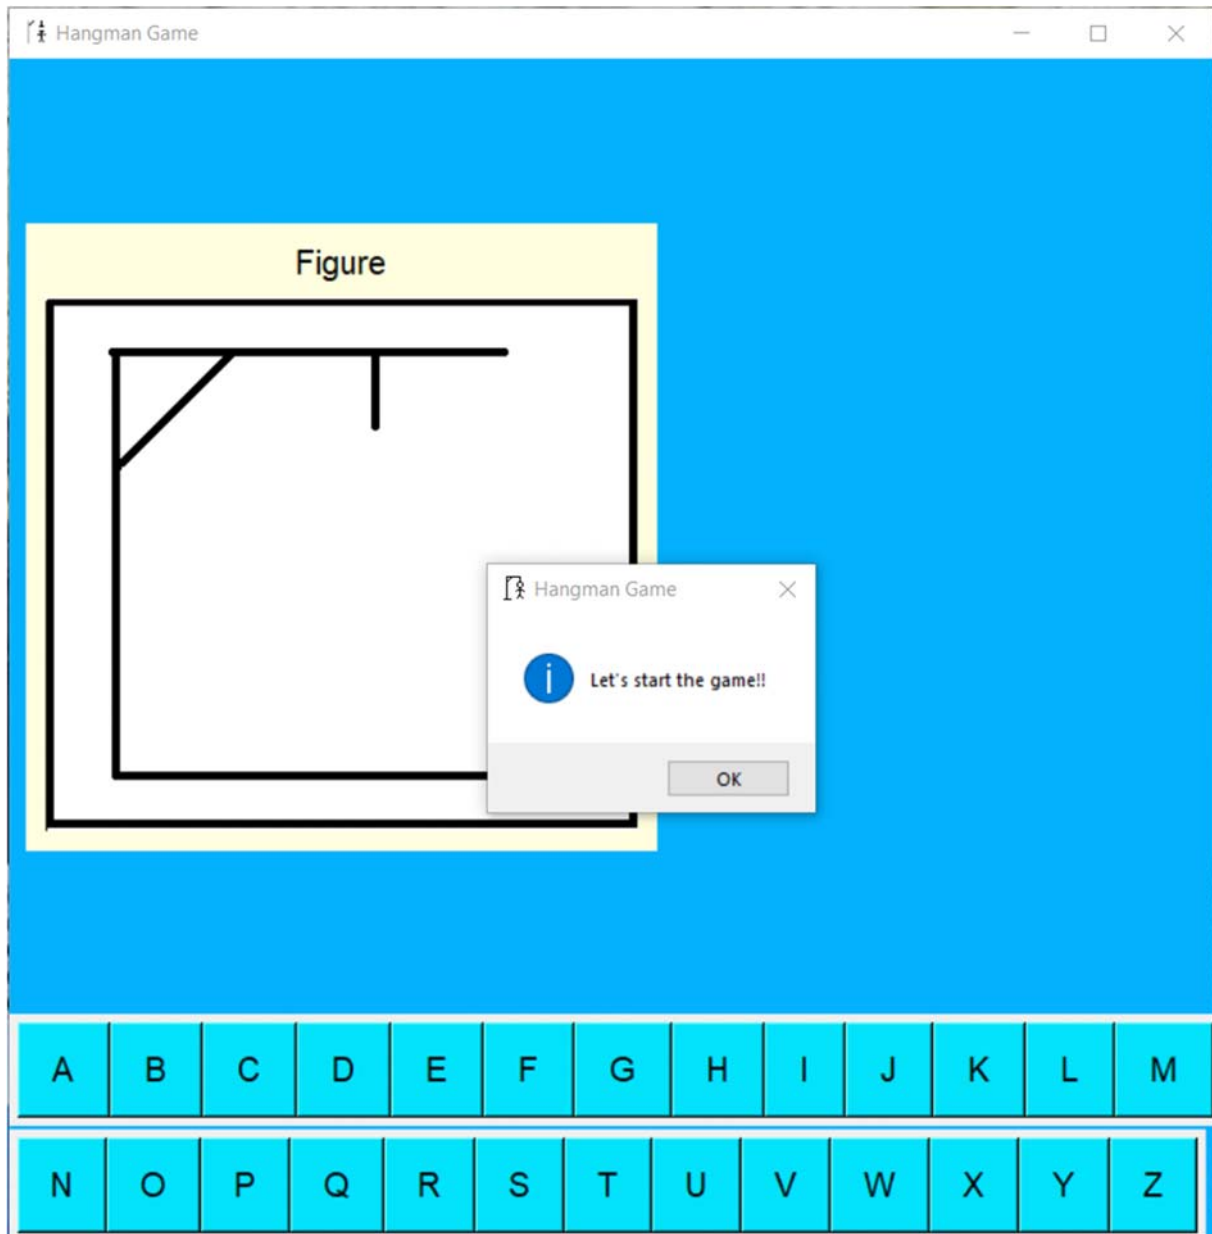 Hangman Game
Figure
Hangman Game
Let's start the game!!
OK
A B C D E F G H I J K L M
N O P Q R S T U V W X Y Z